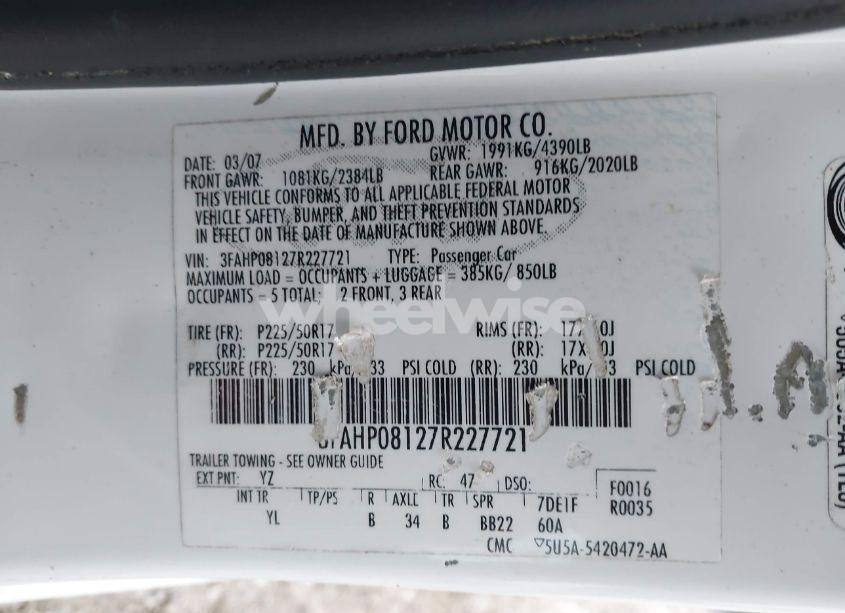 MFD. BY FORD MOTOR CO.
DATE: 03/07 GVWR: 1991KG/4390LB
FRONT GAWR: 1081KG/2384LB REAR GAWR: 916KG/2020LB
THIS VEHICLE CONFORMS TO ALL APPLICABLE FEDERAL MOTOR
VEHICLE SAFETY, BUMPER, AND THEFT PREVENTION STANDARDS
IN EFFECT ON THE DATE OF MANUFACTURE SHOWN ABOVE.
VIN: 3FAHP08127R227721 TYPE: Passenger Car
MAXIMUM LOAD = OCCUPANTS + LUGGAGE = 385KG/ 850LB
OCCUPANTS = 5 TOTAL; 2 FRONT, 3 REAR
wheelwise
TIRE (FR): P225/50R17 RIMS (FR):
(RR): P225/50R17 (RR):
PRESSURE (FR): 230 kPa/ 33 PSI COLD (RR): 230 kPa/ PSI COLD
FAHP08127R227721
TRAILER TOWING - SEE OWNER GUIDE
EXT PNT: YZ RC: 47 DSO: F0016
INT TR TP/PS R AXLE TR SPR 7DE1F R0035
YL B 34 B BB22 60A
CMC 5U5A-5420472-AA